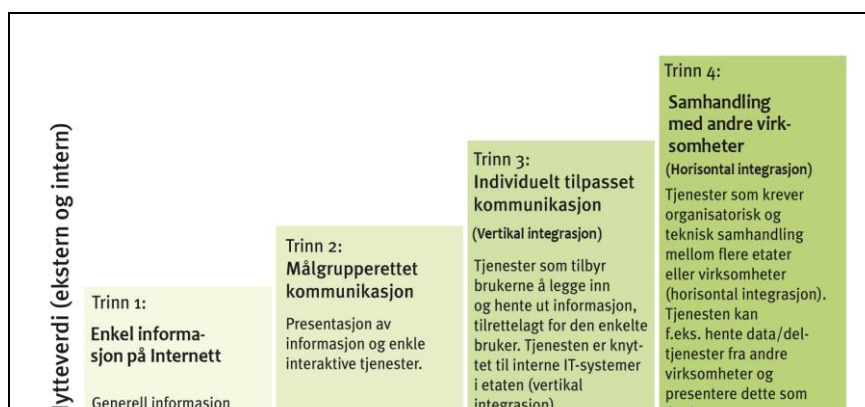 lytteverdi (ekstern og intern)
Trinn 1:
Enkel informa-
sjon på Internett
Generell informasjon
Trinn 2:
Målgrupperettet
kommunikasjon
Presentasjon av
informasjon og enkle
interaktive tjenester.
Trinn 3:
Individuelt tilpasset
kommunikasjon
(Vertikal integrasjon)
Tjenester som tilbyr
brukerne å legge inn
og hente ut informasjon,
tilrettelagt for den enkelte
bruker. Tjenesten er knyt-
tet til interne IT-systemer
i etaten (vertikal
integrasjon)
Trinn 4:
Samhandling
med andre virk-
somheter
(Horisontal integrasjon)
Tjenester som krever
organisatorisk og
teknisk samhandling
mellom flere etater
eller virksomheter
(horisontal integrasjon).
Tjenesten kan
f.eks. hente data/del-
tjenester fra andre
virksomheter og
presentere dette som